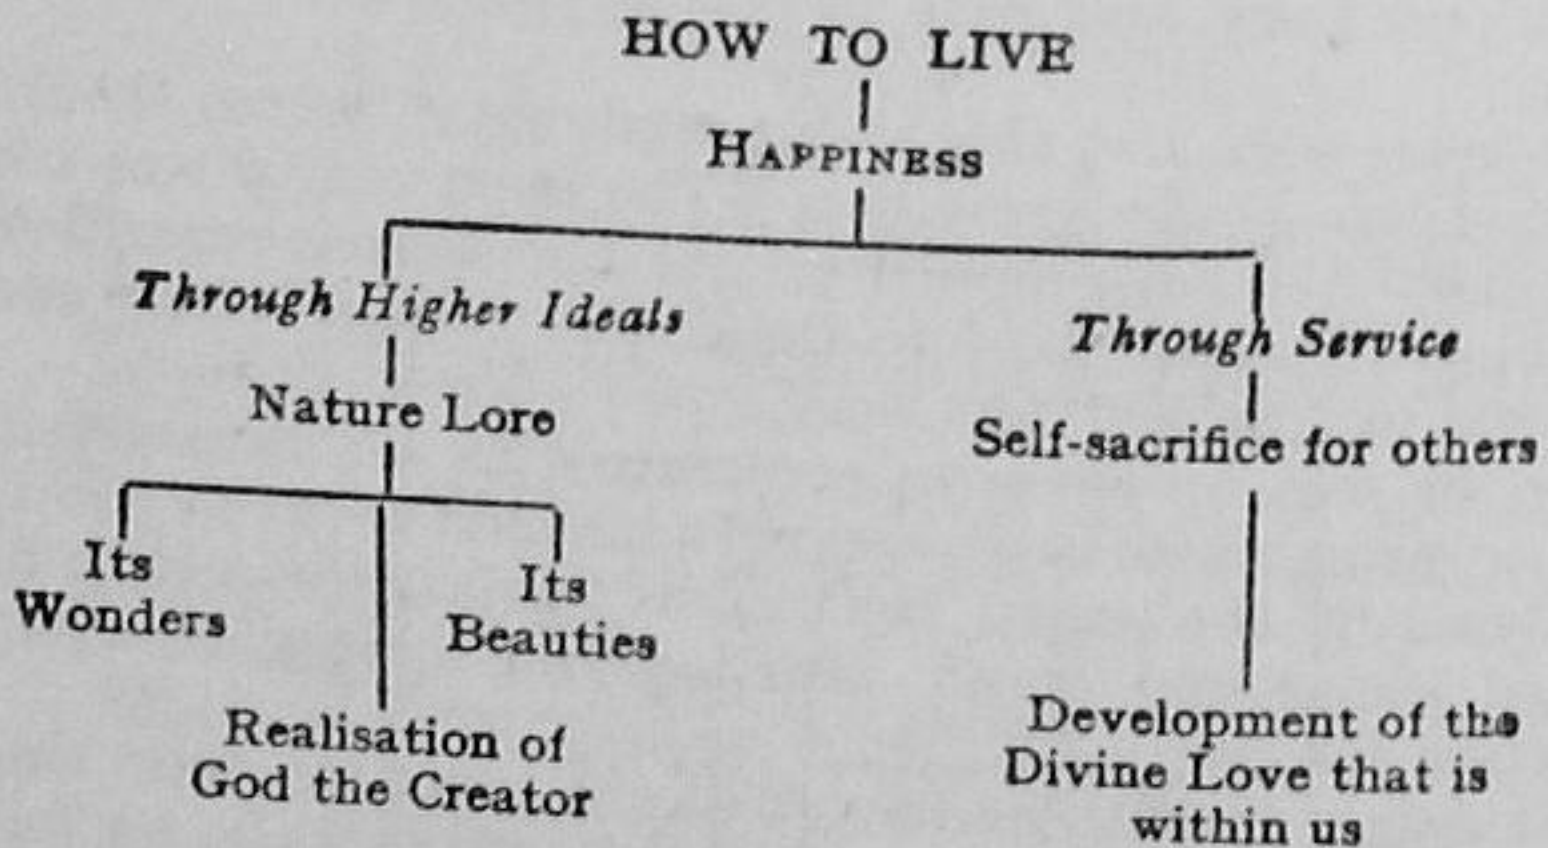 HOW TO LIVE
HAPPINESS
Through Higher Ideals
Through Service
Nature Lore
Self-sacrifice for others
Its
Wonders
Its
Beauties
Realisation of
God the Creator
Development of the
Divine Love that is
within us